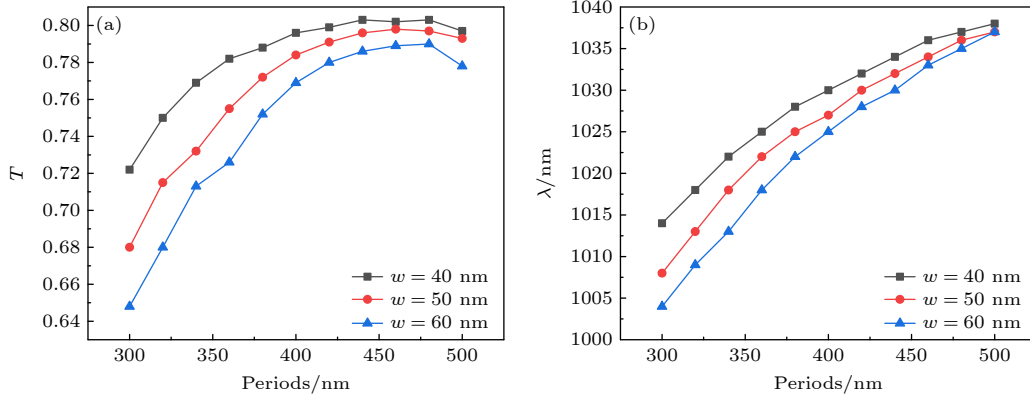 (a)
T
0.80
0.78
0.76
0.74
0.72
0.70
0.68
0.66
0.64
300
350
400
450
500
Periods/nm
w = 40 nm
w = 50 nm
w = 60 nm
(b)
λ/nm
1040
1035
1030
1025
1020
1015
1010
1005
1000
300
350
400
450
500
Periods/nm
w = 40 nm
w = 50 nm
w = 60 nm